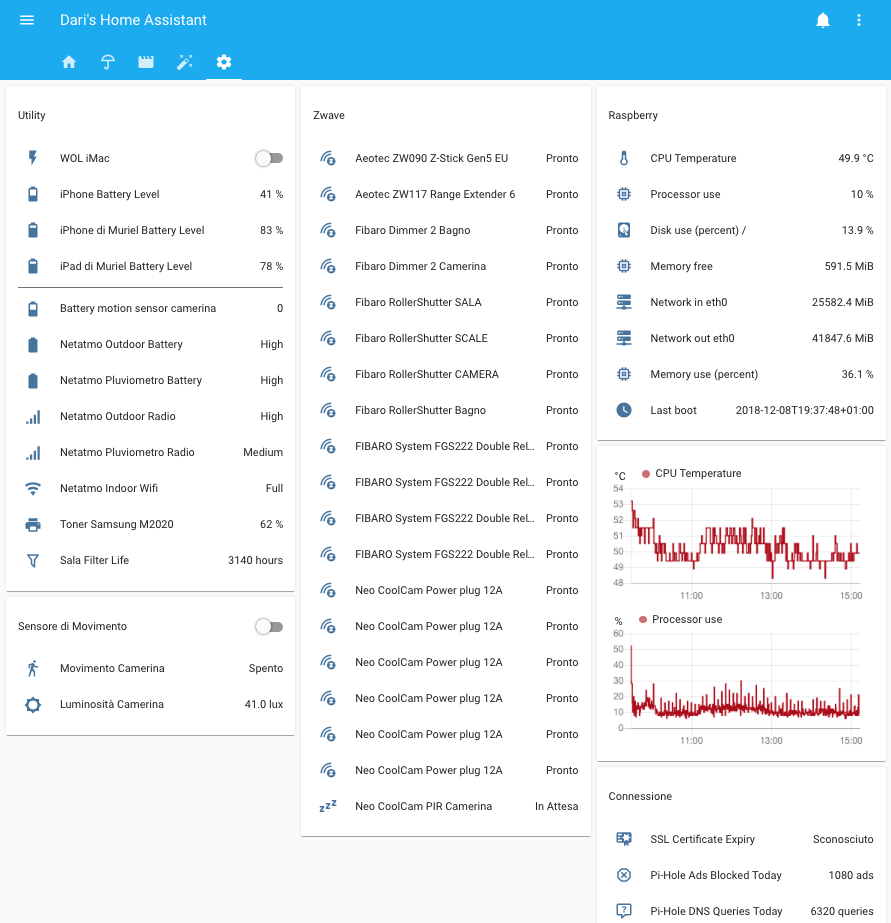 Dari's Home Assistant
Utility
WOL iMac
iPhone Battery Level 41 %
iPhone di Muriel Battery Level 83 %
iPad di Muriel Battery Level 78 %
Battery motion sensor camerina 0
Netatmo Outdoor Battery High
Netatmo Pluviometro Battery High
Netatmo Outdoor Radio High
Netatmo Pluviometro Radio Medium
Netatmo Indoor Wifi Full
Toner Samsung M2020 62 %
Sala Filter Life 3140 hours
Sensore di Movimento
Movimento Camerina Spento
Luminosità Camerina 41.0 lux
Zwave
Aeotec ZW090 Z-Stick Gen5 EU Pronto
Aeotec ZW117 Range Extender 6 Pronto
Fibaro Dimmer 2 Bagno Pronto
Fibaro Dimmer 2 Camerina Pronto
Fibaro RollerShutter SALA Pronto
Fibaro RollerShutter SCALE Pronto
Fibaro RollerShutter CAMERA Pronto
Fibaro RollerShutter Bagno Pronto
FIBARO System FGS222 Double Rel... Pronto
FIBARO System FGS222 Double Rel... Pronto
FIBARO System FGS222 Double Rel... Pronto
FIBARO System FGS222 Double Rel... Pronto
Neo CoolCam Power plug 12A Pronto
Neo CoolCam Power plug 12A Pronto
Neo CoolCam Power plug 12A Pronto
Neo CoolCam Power plug 12A Pronto
Neo CoolCam Power plug 12A Pronto
Neo CoolCam Power plug 12A Pronto
Neo CoolCam PIR Camerina In Attesa
Raspberry
CPU Temperature 49.9 °C
Processor use 10 %
Disk use (percent) / 13.9 %
Memory free 591.5 MiB
Network in eth0 25582.4 MiB
Network out eth0 41847.6 MiB
Memory use (percent) 36.1 %
Last boot 2018-12-08T19:37:48+01:00
°C CPU Temperature
54
53
52
51
50
49
48
11:00 13:00 15:00
% Processor use
60
50
40
30
20
10
0
11:00 13:00 15:00
Connessione
SSL Certificate Expiry Sconosciuto
Pi-Hole Ads Blocked Today 1080 ads
Pi-Hole DNS Queries Today 6320 queries